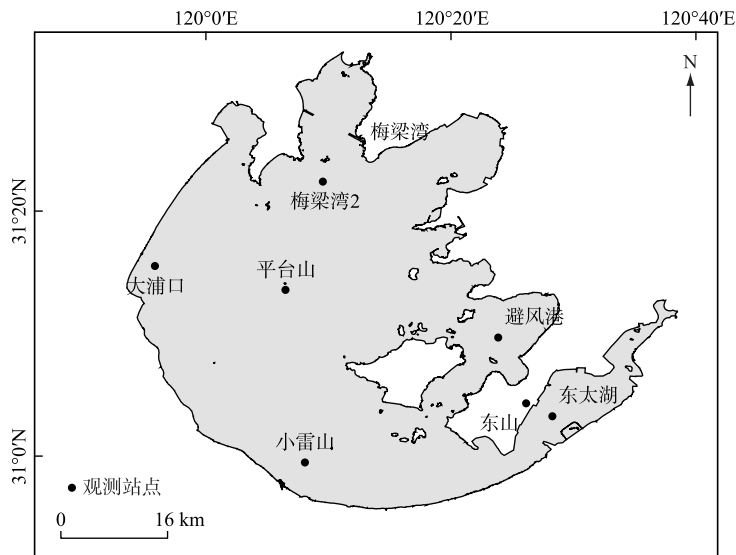 120°0′E
120°20′E
120°40′E
N
梅梁湾
梅梁湾2
31°20′N
平台山
大浦口
避风港
东太湖
东山
小雷山
31°0′N
观测站点
0
16 km